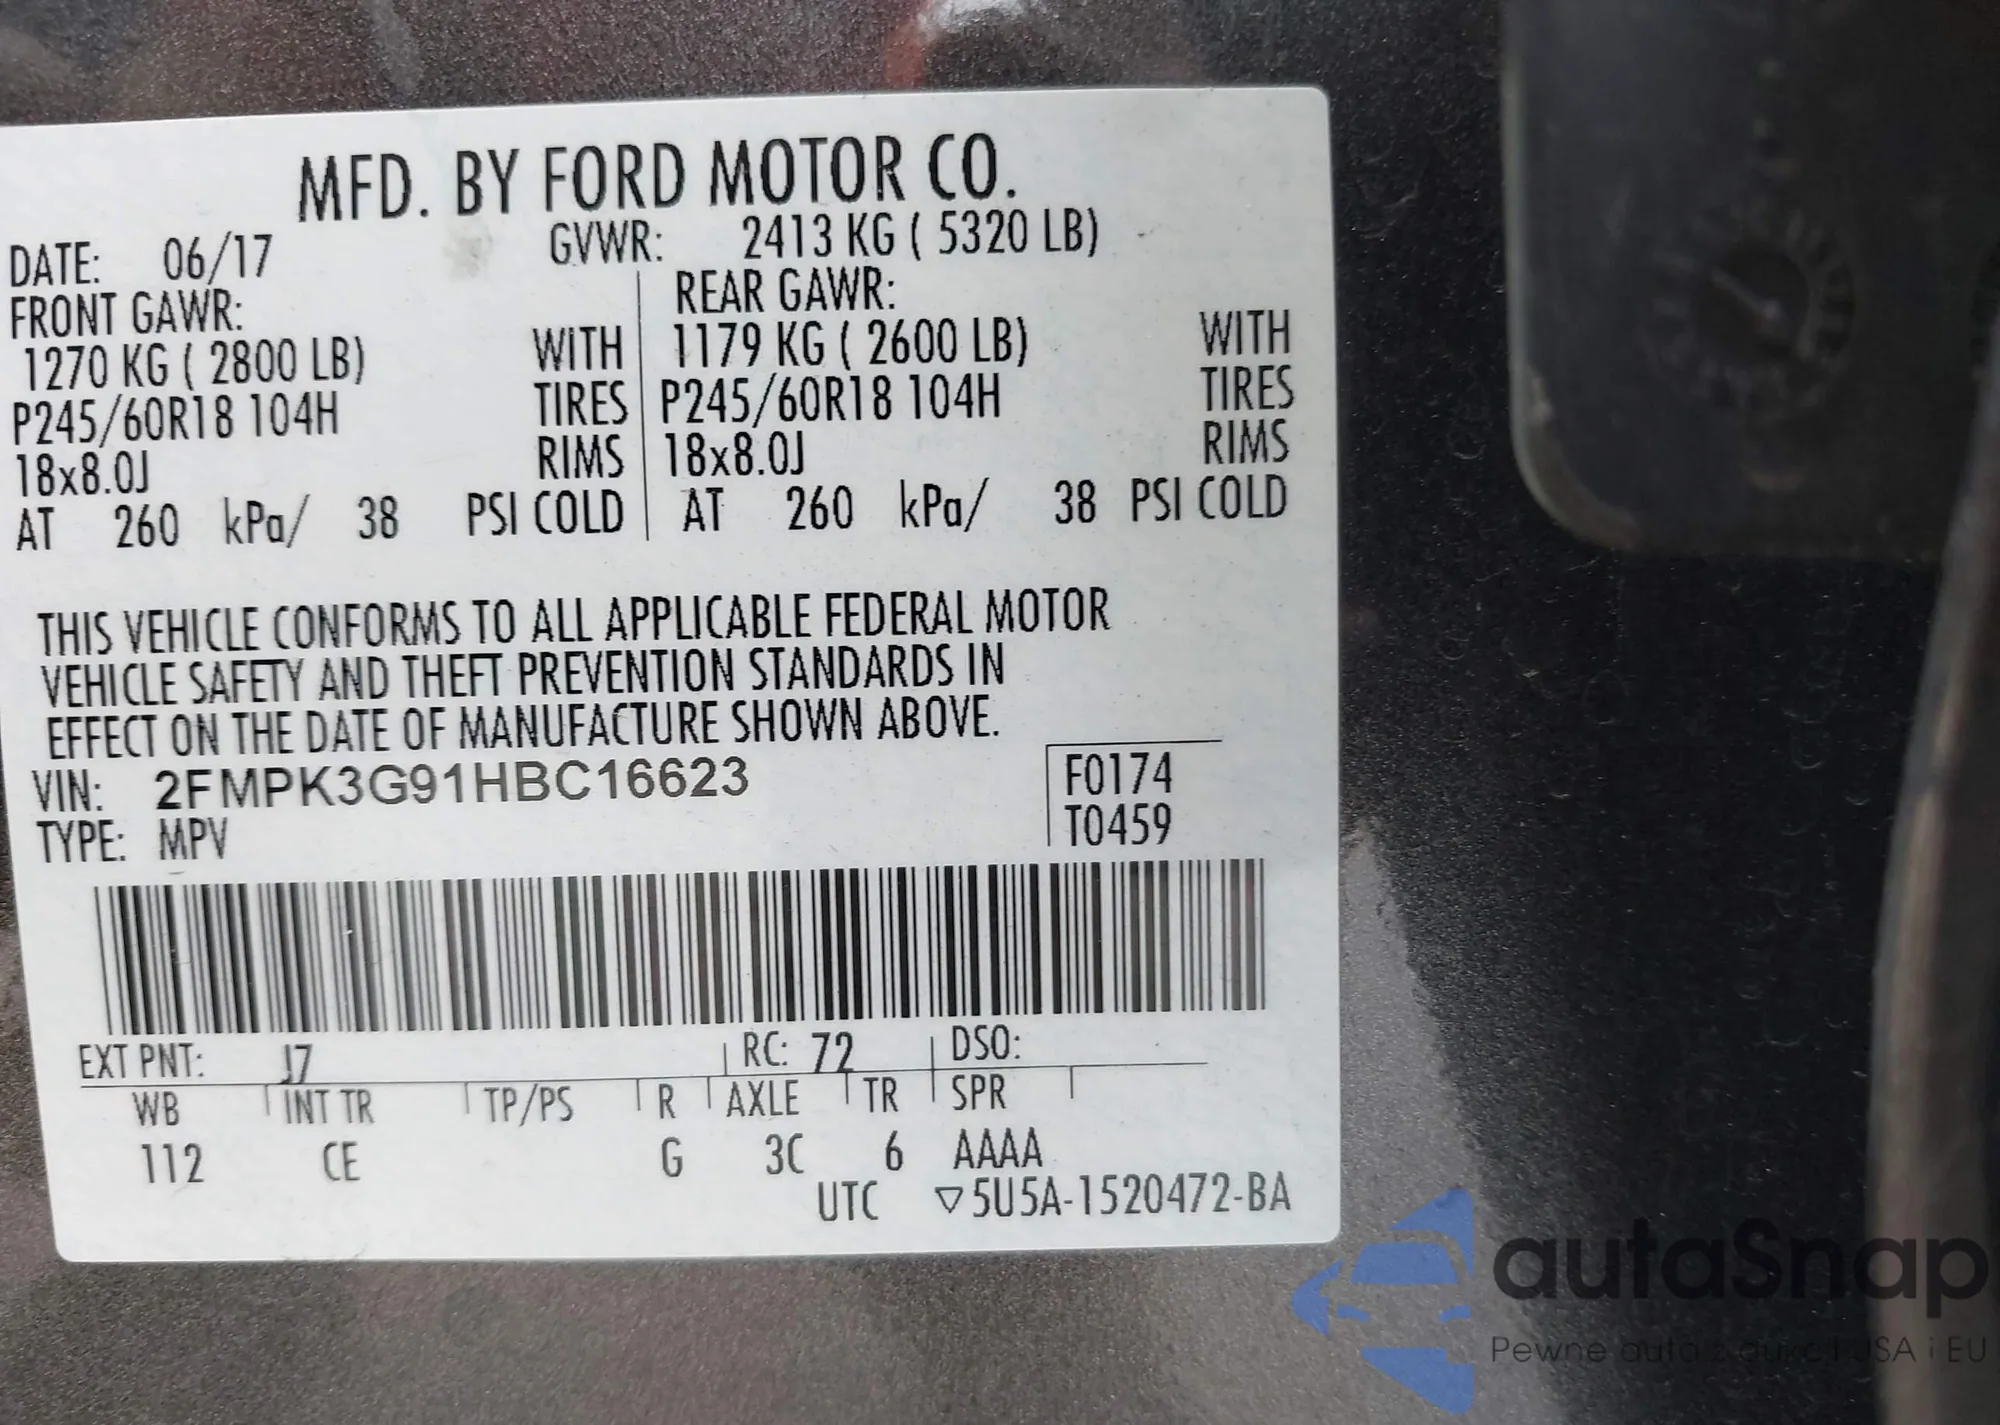 MFD. BY FORD MOTOR CO.
DATE: 06/17 GVWR: 2413 KG ( 5320 LB)
FRONT GAWR: REAR GAWR:
1270 KG ( 2800 LB) WITH 1179 KG ( 2600 LB) WITH
P245/60R18 104H TIRES P245/60R18 104H TIRES
18x8.0J RIMS 18x8.0J RIMS
AT 260 kPa/ 38 PSI COLD AT 260 kPa/ 38 PSI COLD
THIS VEHICLE CONFORMS TO ALL APPLICABLE FEDERAL MOTOR
VEHICLE SAFETY AND THEFT PREVENTION STANDARDS IN
EFFECT ON THE DATE OF MANUFACTURE SHOWN ABOVE.
VIN: 2FMPK3G91HBC16623 F0174
TYPE: MPV T0459
EXT PNT: J7 RC: 72 DSO:
WB INT TR TP/PS R AXLE TR SPR
112 CE G 3C 6 AAAA
UTC ▽5U5A-1520472-BA
autaSnap
Pewne auta z aukcji USA i EU